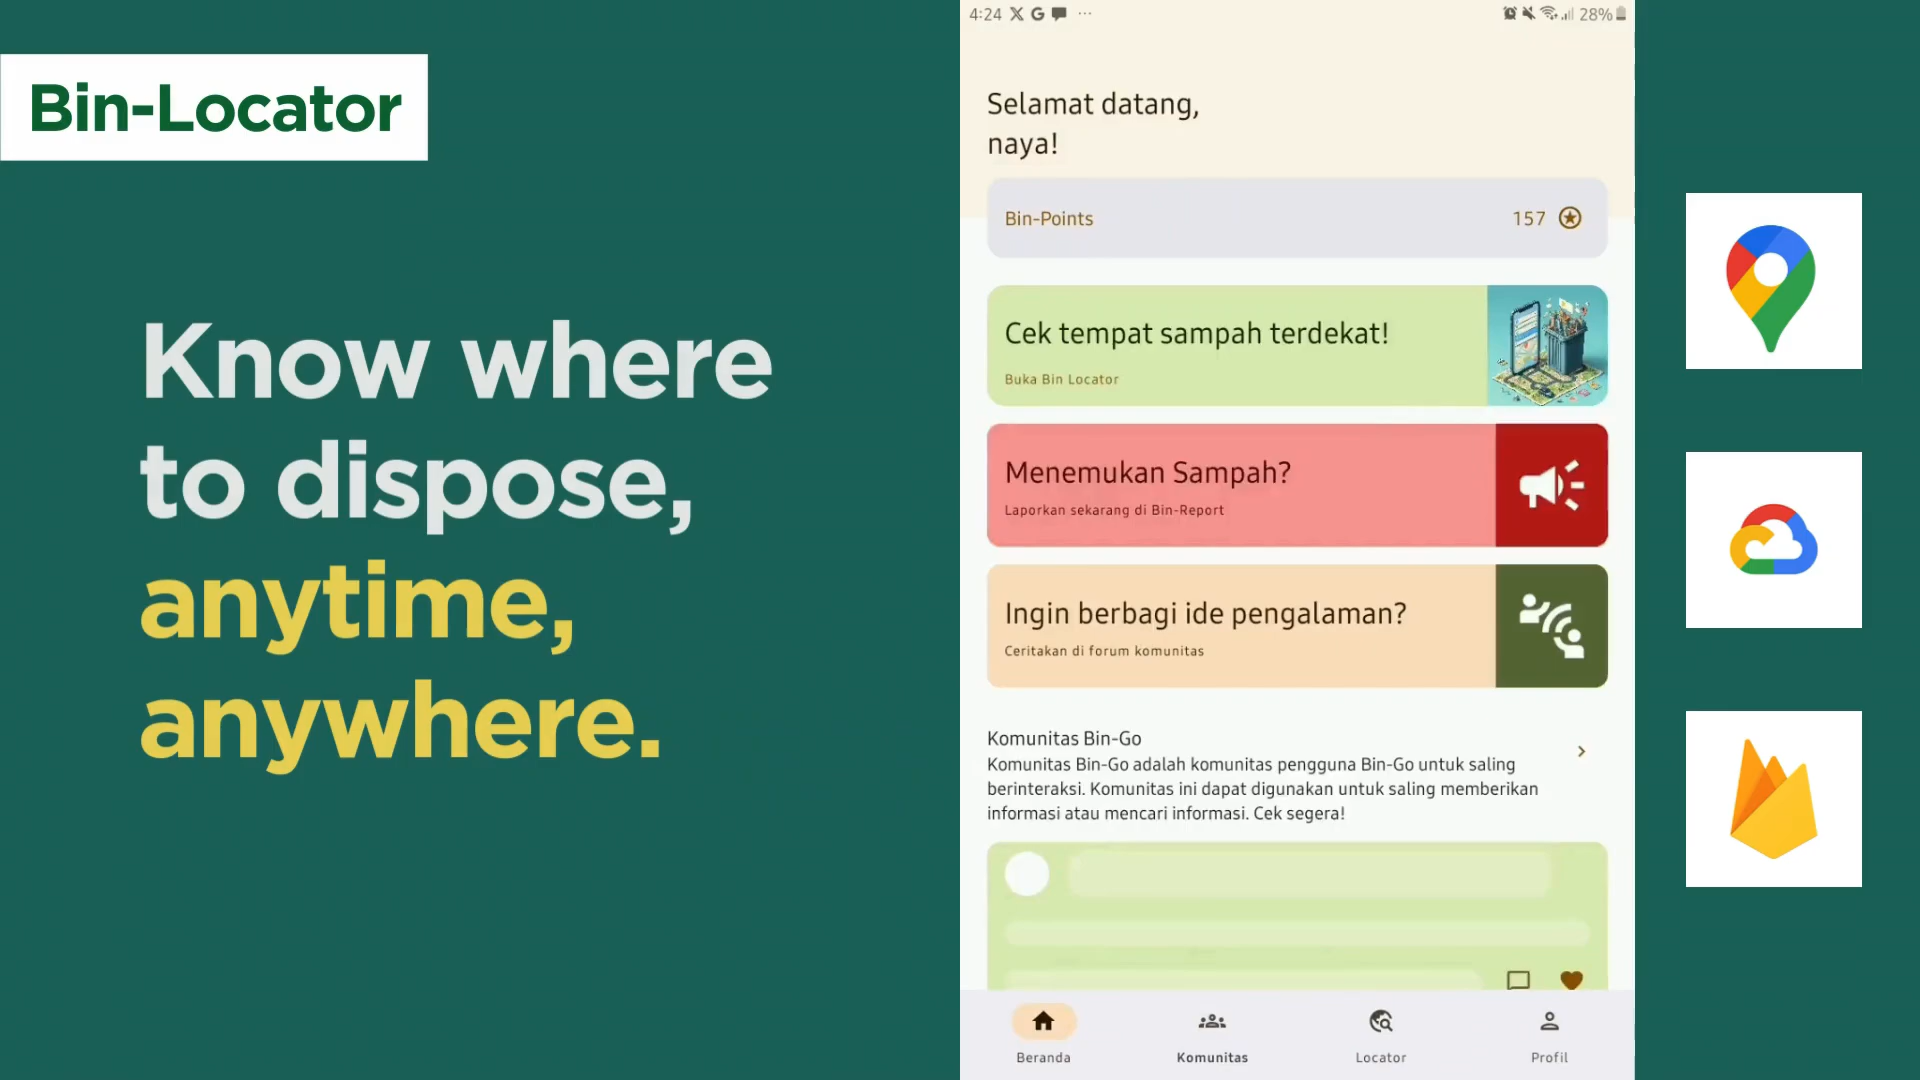 Bin-Locator
Know where
to dispose,
anytime,
anywhere.
4:24
28%
Selamat datang,
naya!
Bin-Points
157
Cek tempat sampah terdekat!
Buka Bin Locator
Menemukan Sampah?
Laporkan sekarang di Bin-Report
Ingin berbagi ide pengalaman?
Ceritakan di forum komunitas
Komunitas Bin-Go
Komunitas Bin-Go adalah komunitas pengguna Bin-Go untuk saling
berinteraksi. Komunitas ini dapat digunakan untuk saling memberikan
informasi atau mencari informasi. Cek segera!
Beranda
Komunitas
Locator
Profil